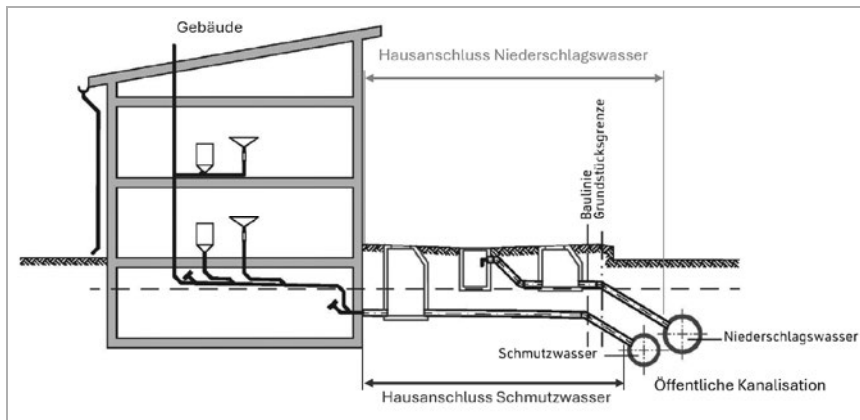 Gebäude
Hausanschluss Niederschlagswasser
Baulinie
Grundstücksgrenze
Niederschlagswasser
Schmutzwasser
Öffentliche Kanalisation
Hausanschluss Schmutzwasser